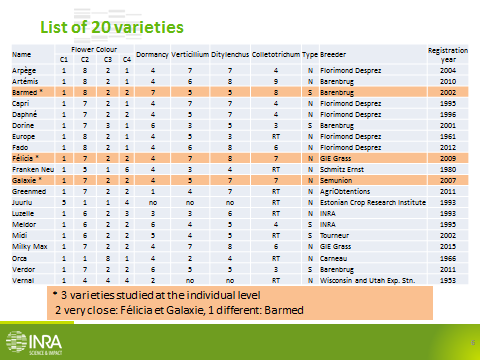 List of 20 varieties
Name Flower Colour Dormancy Verticillium Ditylenchus Colletotrichum Type Breeder Registration year
C1 C2 C3 C4
Arpège 1 8 2 1 4 7 7 4 N Florimond Desprez 2004
Artémis 1 8 2 1 4 6 8 9 N Barenbrug 2010
Barmed * 1 8 2 2 7 5 5 8 S Barenbrug 2002
Capri 1 7 2 1 4 7 7 4 N Florimond Desprez 1995
Daphné 1 7 2 2 4 5 7 4 N Florimond Desprez 1996
Dorine 1 7 3 1 6 3 5 3 S Barenbrug 2001
Europe 1 8 2 1 4 5 3 RT N Florimond Desprez 1961
Fado 1 8 2 1 4 6 8 6 N Florimond Desprez 2012
Félicia * 1 7 2 2 4 7 8 7 N GIE Grass 2009
Franken Neu 1 5 1 6 4 3 4 RT N Schmitz Ernst 1980
Galaxie * 1 7 2 2 4 5 7 7 N Semunion 2007
Greenmed 1 7 2 2 1 4 7 RT N AgriObtentions 2011
Juurlu 5 1 1 4 no no no RT N Estonian Crop Research Institute 1993
Luzelle 1 6 2 3 3 3 6 RT N INRA 1993
Meldor 1 6 2 2 6 4 5 4 S INRA 1995
Midi 1 6 2 2 5 4 5 RT S Tourneur 2002
Milky Max 1 7 2 2 4 7 8 6 N GIE Grass 2015
Orca 1 1 8 1 4 2 4 RT N Carneau 1966
Verdor 1 7 2 2 6 5 5 3 S Barenbrug 2011
Vernal 1 4 4 4 2 no no RT N Wisconsin and Utah Exp. Stn. 1953
* 3 varieties studied at the individual level
2 very close: Félicia et Galaxie, 1 different: Barmed
INRA
SCIENCE & IMPACT